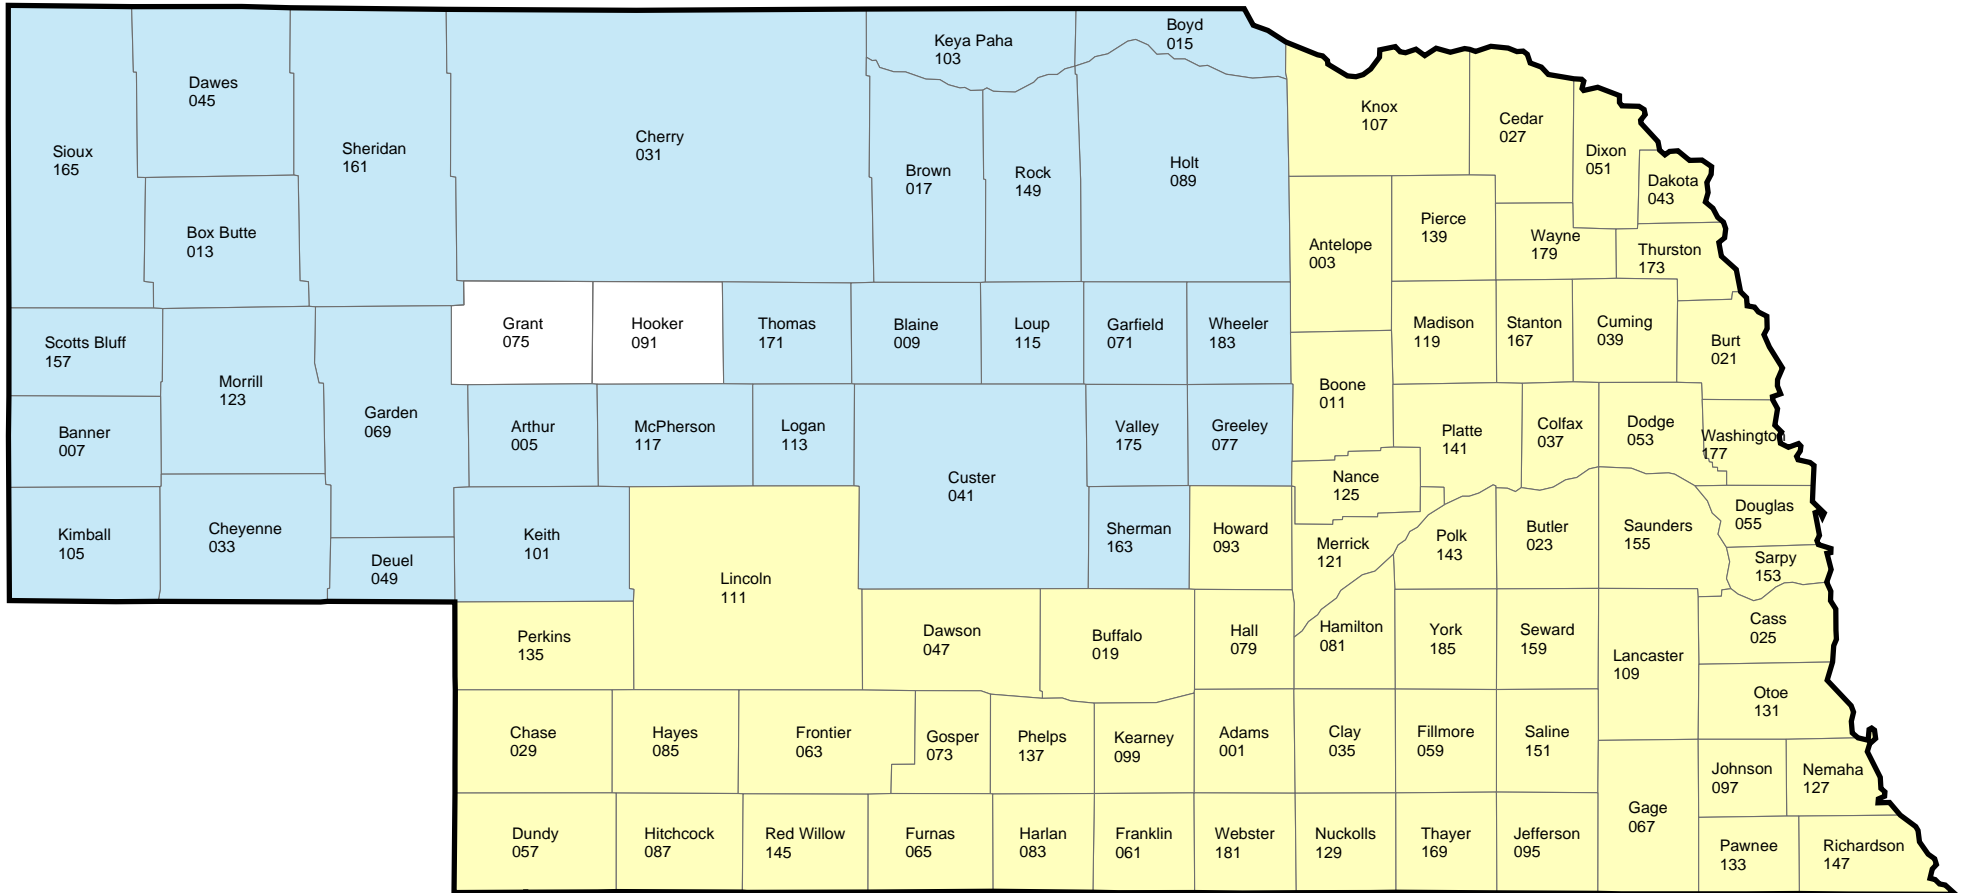 Boyd
015
Keya Paha
103
Dawes
045
Knox
107
Cedar
027
Cherry
031
Sheridan
161
Sioux
165
Dixon
051
Holt
089
Brown
017
Rock
149
Dakota
043
Pierce
139
Box Butte
013
Wayne
179
Antelope
003
Thurston
173
Grant
075
Hooker
091
Thomas
171
Blaine
009
Loup
115
Garfield
071
Wheeler
183
Madison
119
Stanton
167
Cuming
039
Scotts Bluff
157
Burt
021
Morrill
123
Boone
011
Garden
069
Banner
007
Arthur
005
McPherson
117
Logan
113
Valley
175
Greeley
077
Platte
141
Colfax
037
Dodge
053
Washington
177
Custer
041
Nance
125
Douglas
055
Kimball
105
Cheyenne
033
Keith
101
Sherman
163
Howard
093
Merrick
121
Polk
143
Butler
023
Saunders
155
Deuel
049
Sarpy
153
Lincoln
111
Perkins
135
Dawson
047
Buffalo
019
Hall
079
Hamilton
081
York
185
Seward
159
Cass
025
Lancaster
109
Otoe
131
Chase
029
Hayes
085
Frontier
063
Gosper
073
Phelps
137
Kearney
099
Adams
001
Clay
035
Fillmore
059
Saline
151
Johnson
097
Nemaha
127
Gage
067
Dundy
057
Hitchcock
087
Red Willow
145
Furnas
065
Harlan
083
Franklin
061
Webster
181
Nuckolls
129
Thayer
169
Jefferson
095
Pawnee
133
Richardson
147